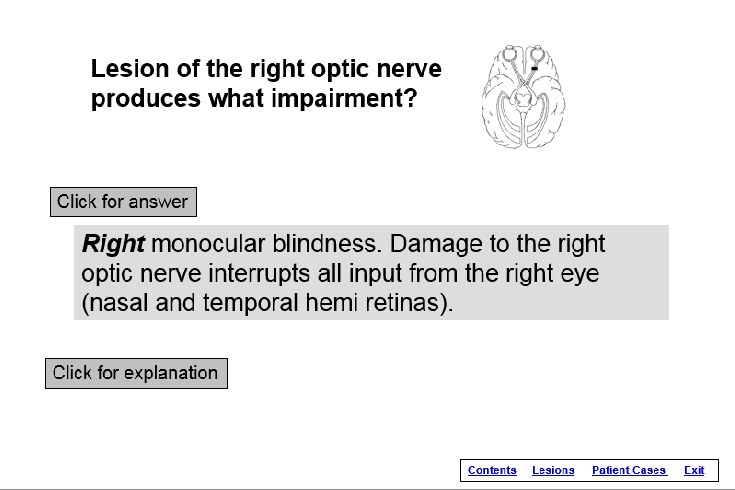 Lesion of the right optic nerve
produces what impairment?
Click for answer
Right monocular blindness. Damage to the right
optic nerve interrupts all input from the right eye
(nasal and temporal hemi retinas).
Click for explanation
Contents Lesions Patient Cases Exit